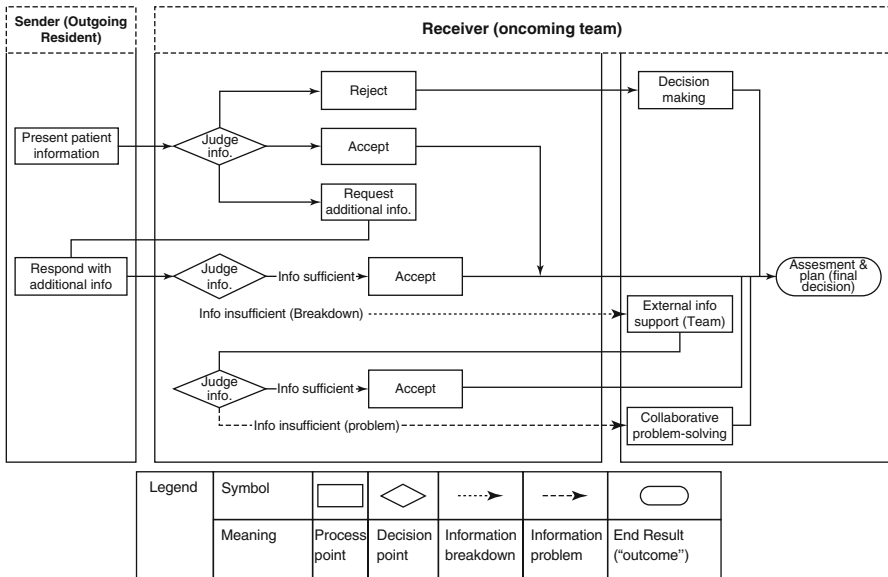 Sender (Outgoing
Resident)
Receiver (oncoming team)
Reject
Decision
making
Present patient
information
Judge
info.
Accept
Request
additional info.
Respond with
additional info
Judge
info.
Info sufficient
Accept
Assesment &
plan (final
decision)
Info insufficient (Breakdown)
External info
support (Team)
Judge
info.
Info sufficient
Accept
Info insufficient (problem)
Collaborative
problem-solving
Legend
Symbol
Meaning
Process
point
Decision
point
Information
breakdown
Information
problem
End Result
("outcome")